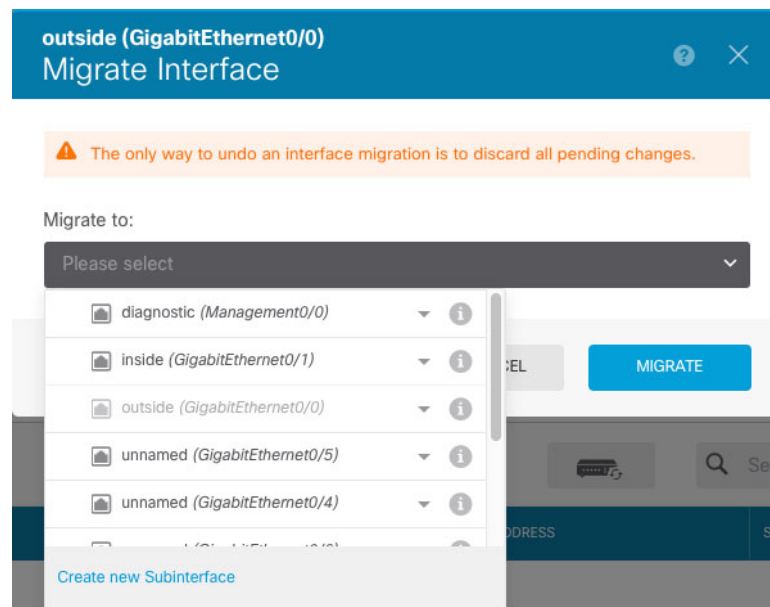 outside (GigabitEthernet0/0)
Migrate Interface
The only way to undo an interface migration is to discard all pending changes.
Migrate to:
Please select
diagnostic (Management0/0)
inside (GigabitEthernet0/1)
CEL MIGRATE
outside (GigabitEthernet0/0)
unnamed (GigabitEthernet0/5)
Se
unnamed (GigabitEthernet0/4)
DDRESS S
Create new Subinterface